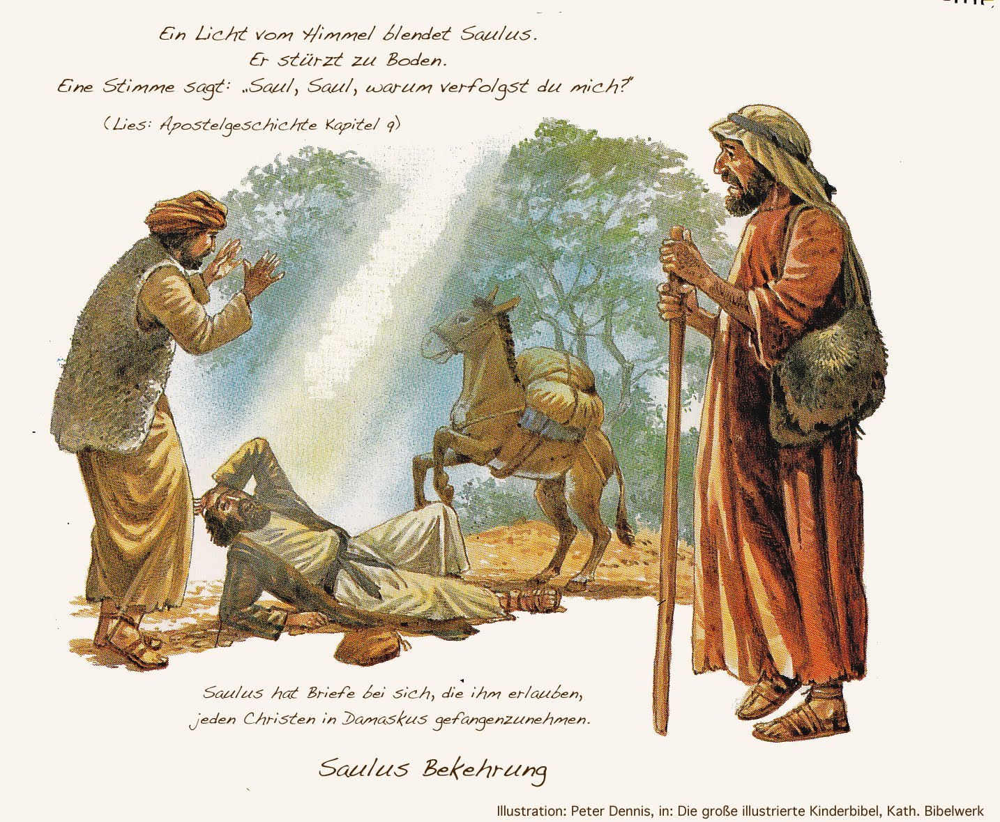 Ein Licht vom Himmel blendet Saulus.
Er stürzt zu Boden.
Eine Stimme sagt: „Saul, Saul, warum verfolgst du mich?"
(Lies: Apostelgeschichte Kapitel 9)
Saulus hat Briefe bei sich, die ihm erlauben,
jeden Christen in Damaskus gefangenzunehmen.
Saulus Bekehrung
Illustration: Peter Dennis, in: Die große illustrierte Kinderbibel, Kath. Bibelwerk